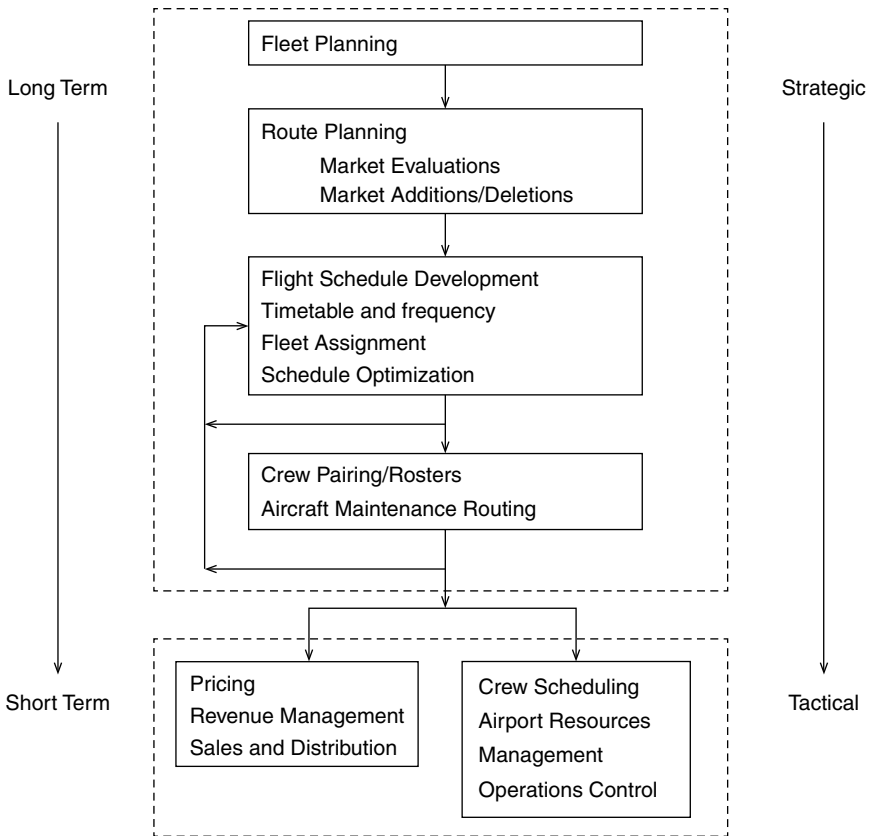 Fleet Planning
Long Term
Strategic
Route Planning
Market Evaluations
Market Additions/Deletions
Flight Schedule Development
Timetable and frequency
Fleet Assignment
Schedule Optimization
Crew Pairing/Rosters
Aircraft Maintenance Routing
Short Term
Pricing
Revenue Management
Sales and Distribution
Crew Scheduling
Airport Resources
Management
Operations Control
Tactical